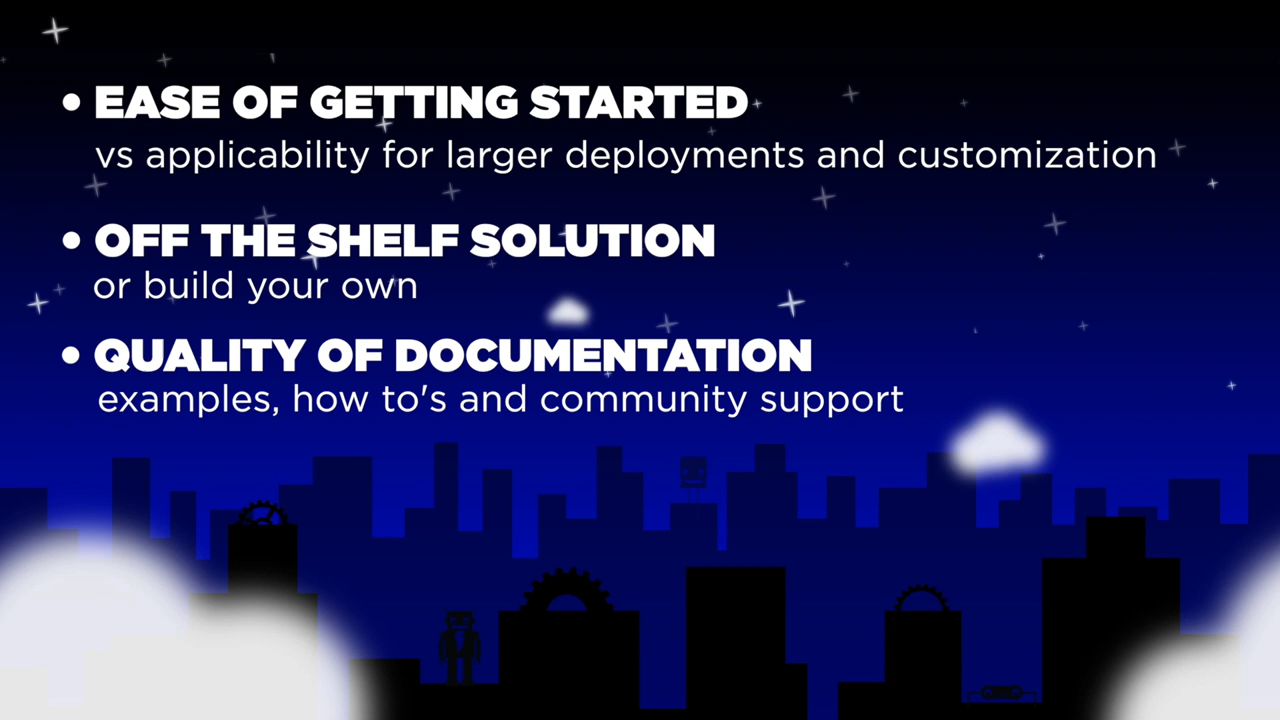 • EASE OF GETTING STARTED
vs applicability for larger deployments and customization
• OFF THE SHELF SOLUTION
or build your own
• QUALITY OF DOCUMENTATION
examples, how to's and community support